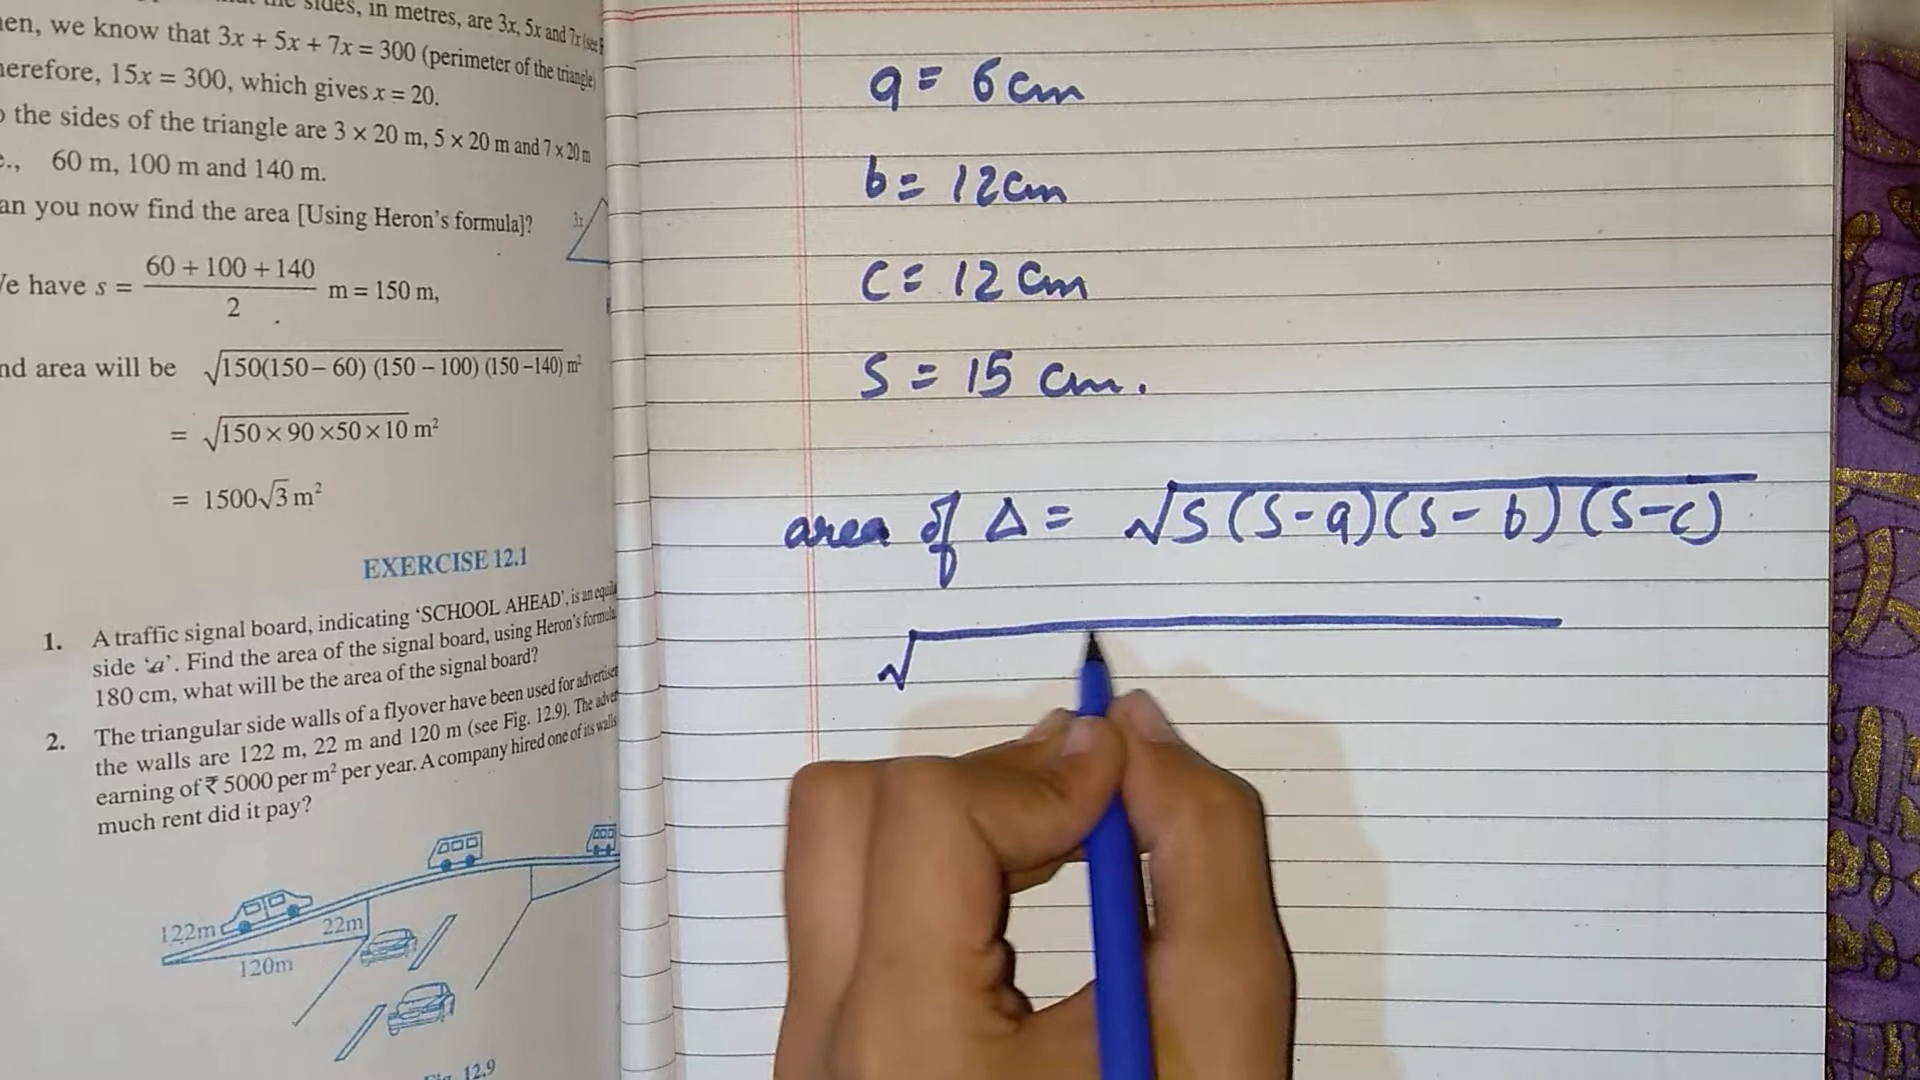 the sides, in metres, are 3x, 5x and 7x (see
en, we know that 3x + 5x + 7x = 300 (perimeter of the triangle)
erefore, 15x = 300, which gives x = 20.
the sides of the triangle are 3 × 20 m, 5 × 20 m and 7 × 20 m
., 60 m, 100 m and 140 m.
an you now find the area [Using Heron's formula]?
3x
e have s = 60 + 100 + 140 / 2 m = 150 m,
nd area will be √150(150 – 60) (150 – 100) (150 – 140) m²
= √150 × 90 × 50 × 10 m²
= 1500√3 m²
EXERCISE 12.1
1. A traffic signal board, indicating ‘SCHOOL AHEAD’, is an equil
side ‘a’. Find the area of the signal board, using Heron's formula
180 cm, what will be the area of the signal board?
2. The triangular side walls of a flyover have been used for advertise
the walls are 122 m, 22 m and 120 m (see Fig. 12.9). The adver
earning of ₹ 5000 per m² per year. A company hired one of its walls
much rent did it pay?
122m
22m
120m
12.9
a = 6 cm
b = 12 cm
c = 12 cm
S = 15 cm.
area of Δ = √S(S-a)(S-b)(S-c)
√